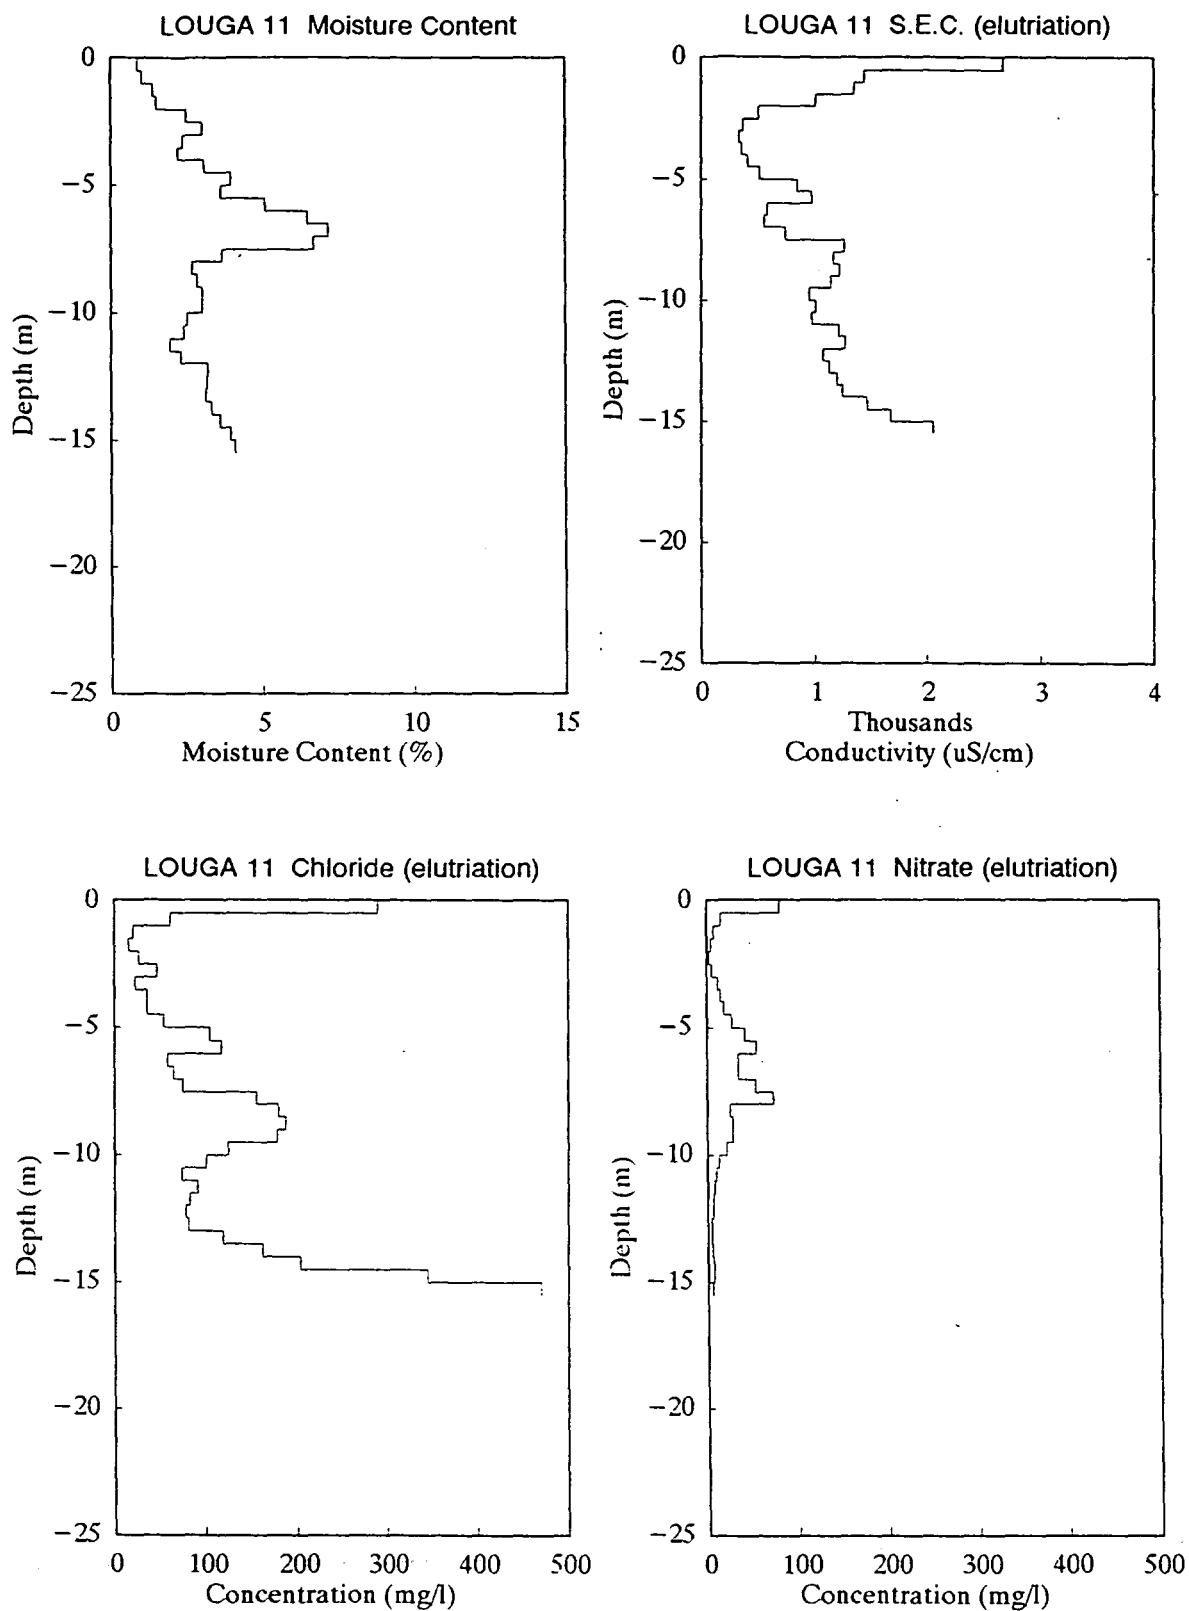 LOUGA 11 Moisture Content
0
−5
−10
−15
−20
−25
Depth (m)
0 5 10 15
Moisture Content (%)
LOUGA 11 S.E.C. (elutriation)
0
−5
−10
−15
−20
−25
Depth (m)
0 1 2 3 4
Thousands
Conductivity (uS/cm)
LOUGA 11 Chloride (elutriation)
0
−5
−10
−15
−20
−25
Depth (m)
0 100 200 300 400 500
Concentration (mg/l)
LOUGA 11 Nitrate (elutriation)
0
−5
−10
−15
−20
−25
Depth (m)
0 100 200 300 400 500
Concentration (mg/l)